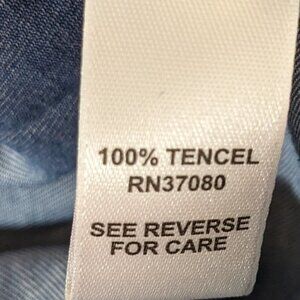 100% TENCEL
RN37080
SEE REVERSE
FOR CARE